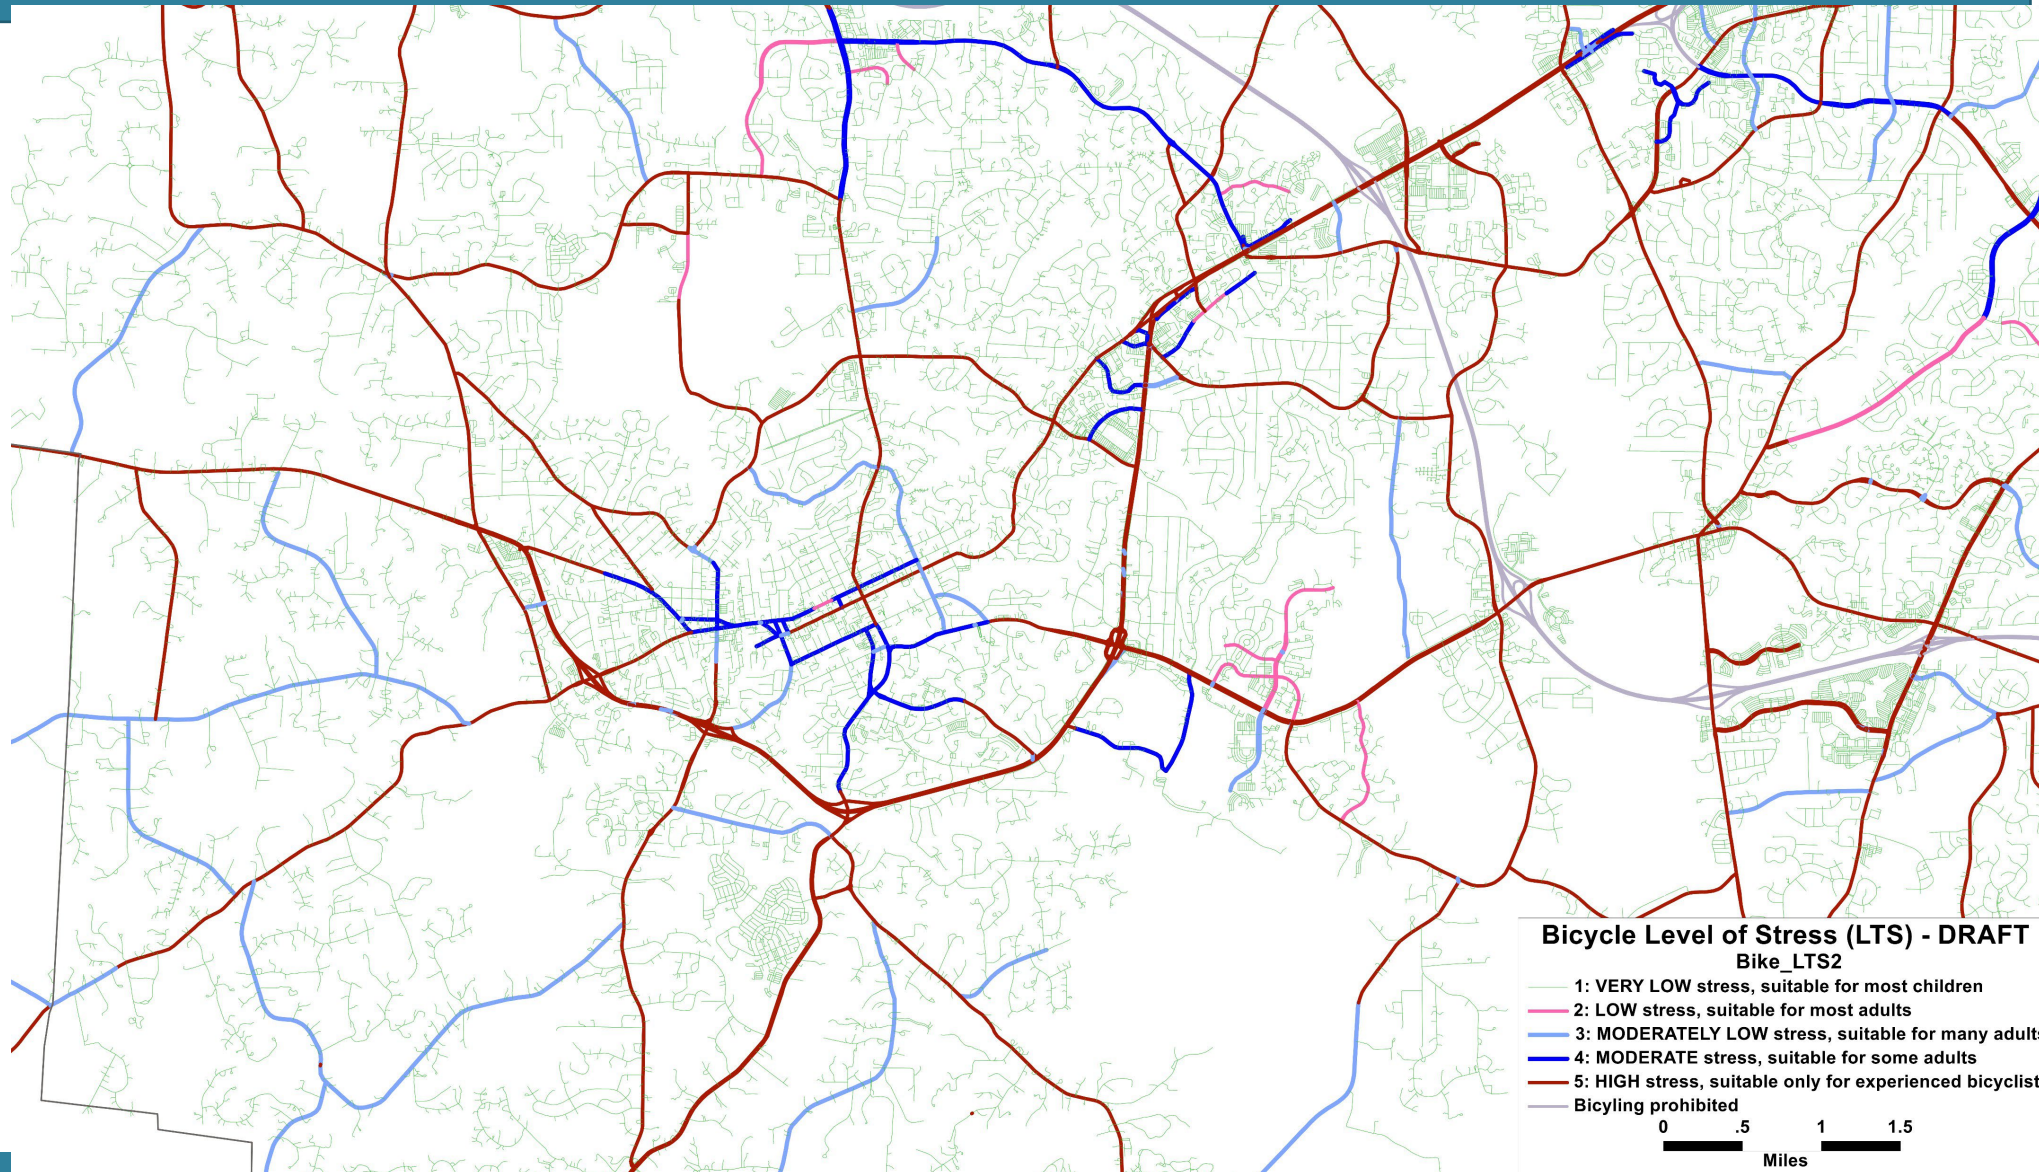 Bicycle Level of Stress (LTS) - DRAFT
Bike_LTS2
1: VERY LOW stress, suitable for most children
2: LOW stress, suitable for most adults
3: MODERATELY LOW stress, suitable for many adults
4: MODERATE stress, suitable for some adults
5: HIGH stress, suitable only for experienced bicyclist
Bicyling prohibited
0 .5 1 1.5
Miles